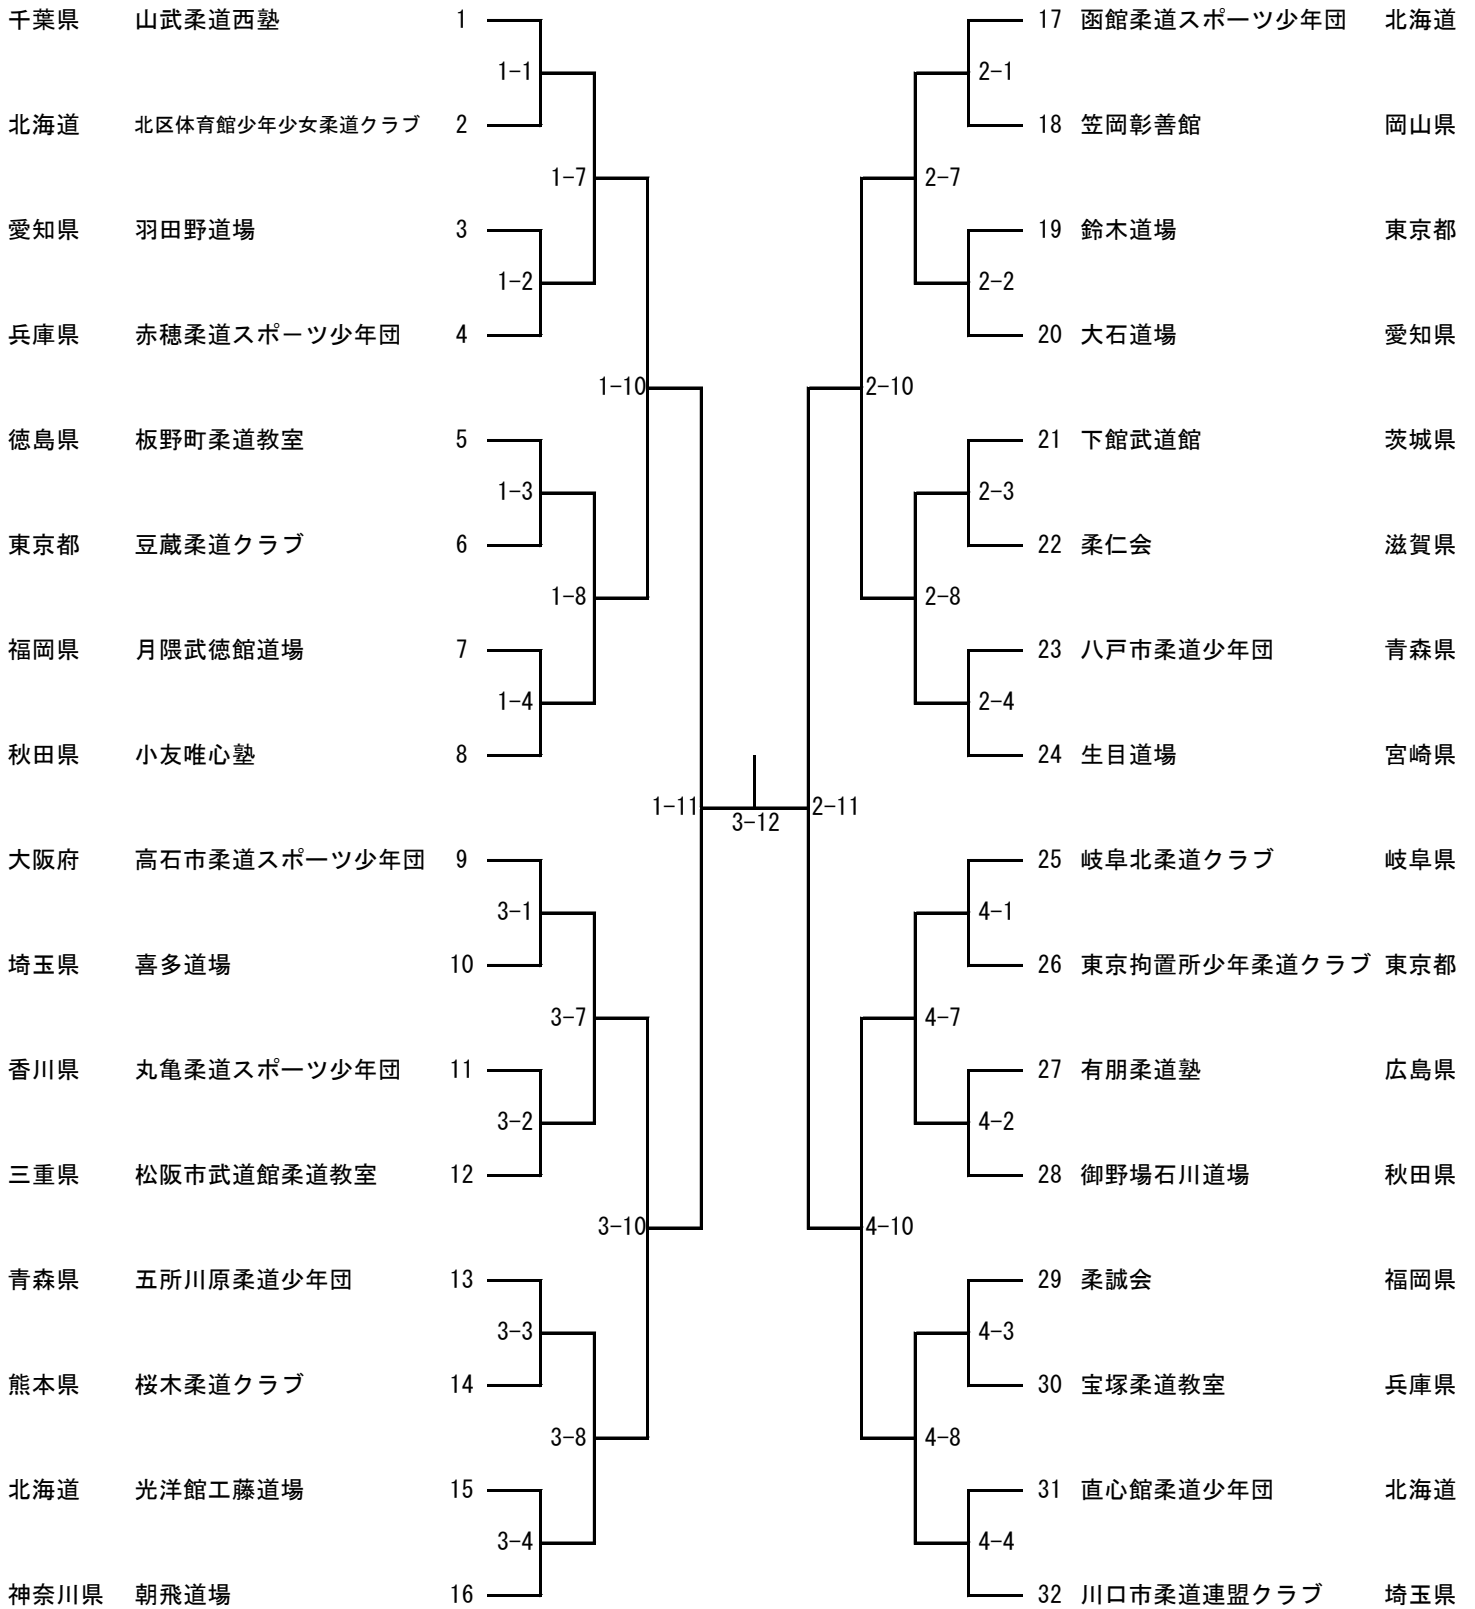 千葉県 山武柔道西塾 1
1-1
北海道 北区体育館少年少女柔道クラブ 2
1-7
愛知県 羽田野道場 3
1-2
兵庫県 赤穂柔道スポーツ少年団 4
1-10
徳島県 板野町柔道教室 5
1-3
東京都 豆蔵柔道クラブ 6
1-8
福岡県 月隈武徳館道場 7
1-4
秋田県 小友唯心塾 8
1-11
大阪府 高石市柔道スポーツ少年団 9
3-1
埼玉県 喜多道場 10
3-7
香川県 丸亀柔道スポーツ少年団 11
3-2
三重県 松阪市武道館柔道教室 12
3-10
青森県 五所川原柔道少年団 13
3-3
熊本県 桜木柔道クラブ 14
3-8
北海道 光洋館工藤道場 15
3-4
神奈川県 朝飛道場 16
3-12
17 函館柔道スポーツ少年団 北海道
2-1
18 笠岡彰善館 岡山県
2-7
19 鈴木道場 東京都
2-2
20 大石道場 愛知県
2-10
21 下館武道館 茨城県
2-3
22 柔仁会 滋賀県
2-8
23 八戸市柔道少年団 青森県
2-4
24 生目道場 宮崎県
2-11
25 岐阜北柔道クラブ 岐阜県
4-1
26 東京拘置所少年柔道クラブ 東京都
4-7
27 有朋柔道塾 広島県
4-2
28 御野場石川道場 秋田県
4-10
29 柔誠会 福岡県
4-3
30 宝塚柔道教室 兵庫県
4-8
31 直心館柔道少年団 北海道
4-4
32 川口市柔道連盟クラブ 埼玉県